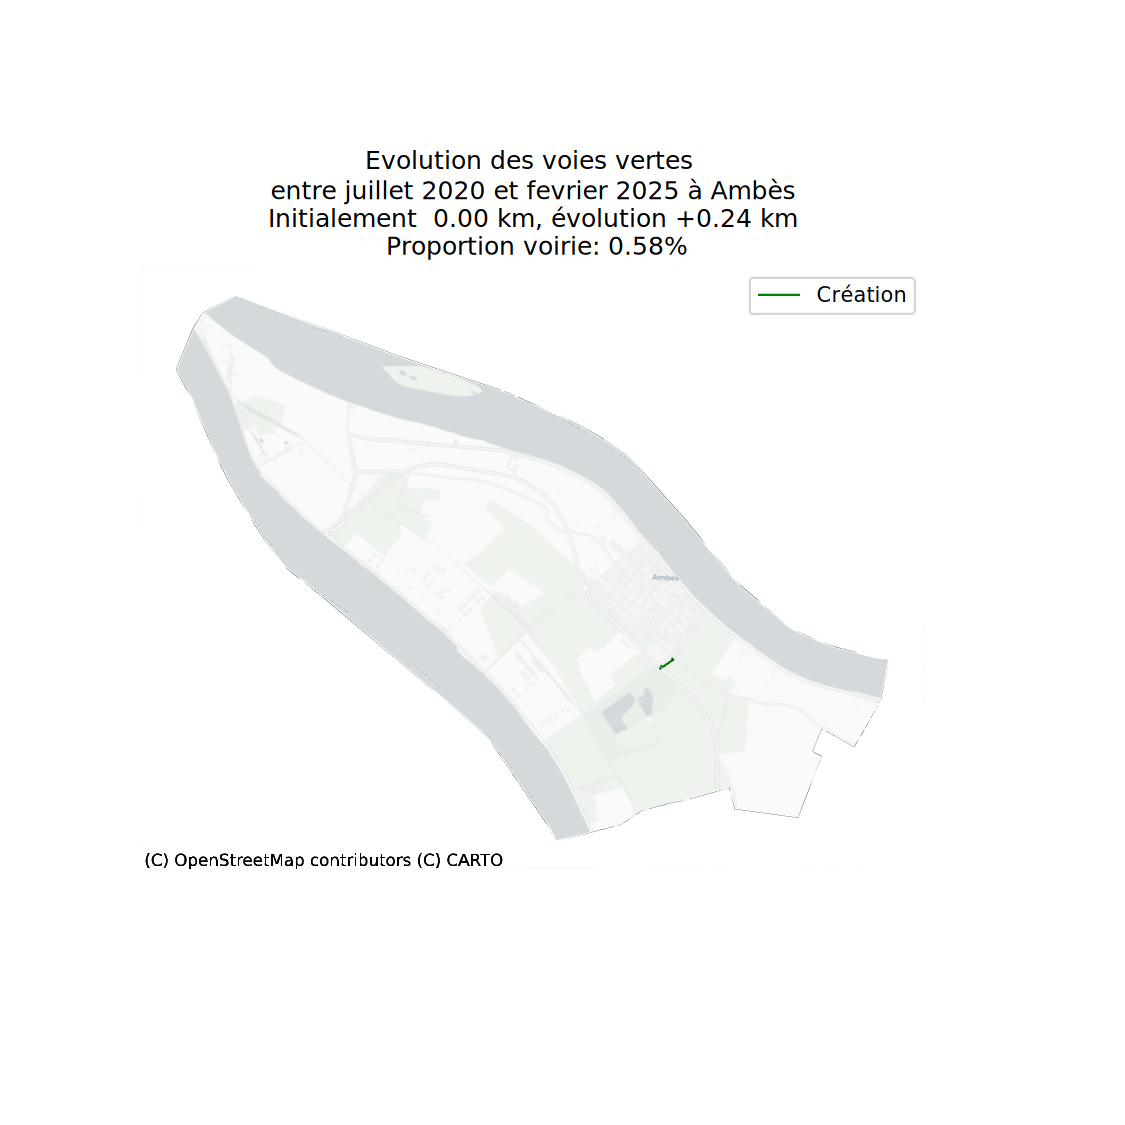 Evolution des voies vertes
entre juillet 2020 et fevrier 2025 à Ambès
Initialement  0.00 km, évolution +0.24 km
Proportion voirie: 0.58%
Création
Ambès
(C) OpenStreetMap contributors (C) CARTO